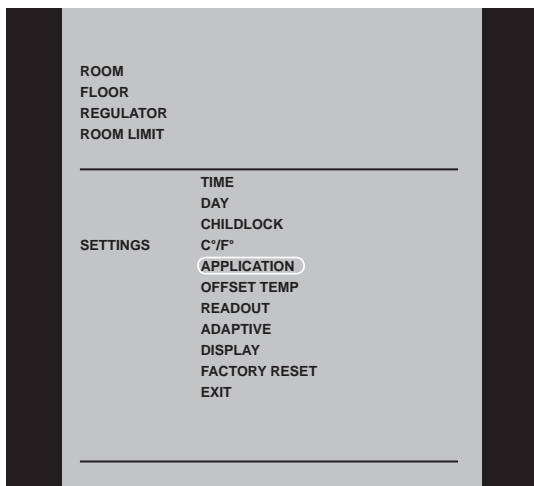 ROOM
FLOOR
REGULATOR
ROOM LIMIT
TIME
DAY
CHILDLOCK
SETTINGS C°/F°
APPLICATION
OFFSET TEMP
READOUT
ADAPTIVE
DISPLAY
FACTORY RESET
EXIT